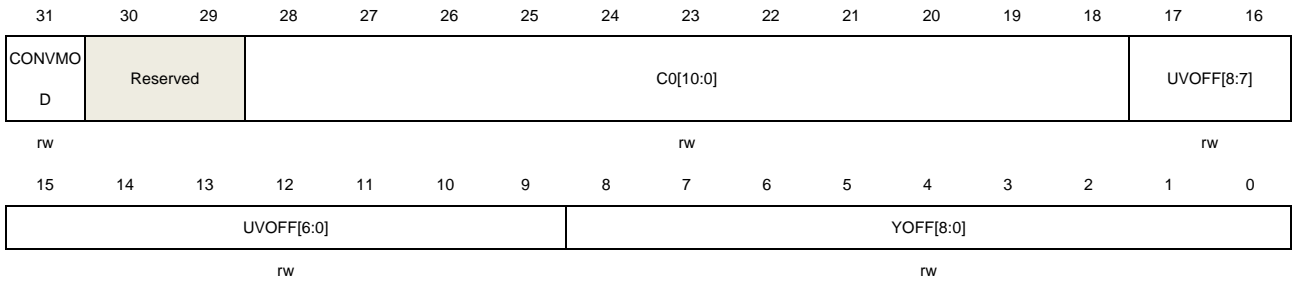 31 30 29 28 27 26 25 24 23 22 21 20 19 18 17 16
CONVMO
D
Reserved C0[10:0] UVOFF[8:7]
rw rw rw
15 14 13 12 11 10 9 8 7 6 5 4 3 2 1 0
UVOFF[6:0] YOFF[8:0]
rw rw